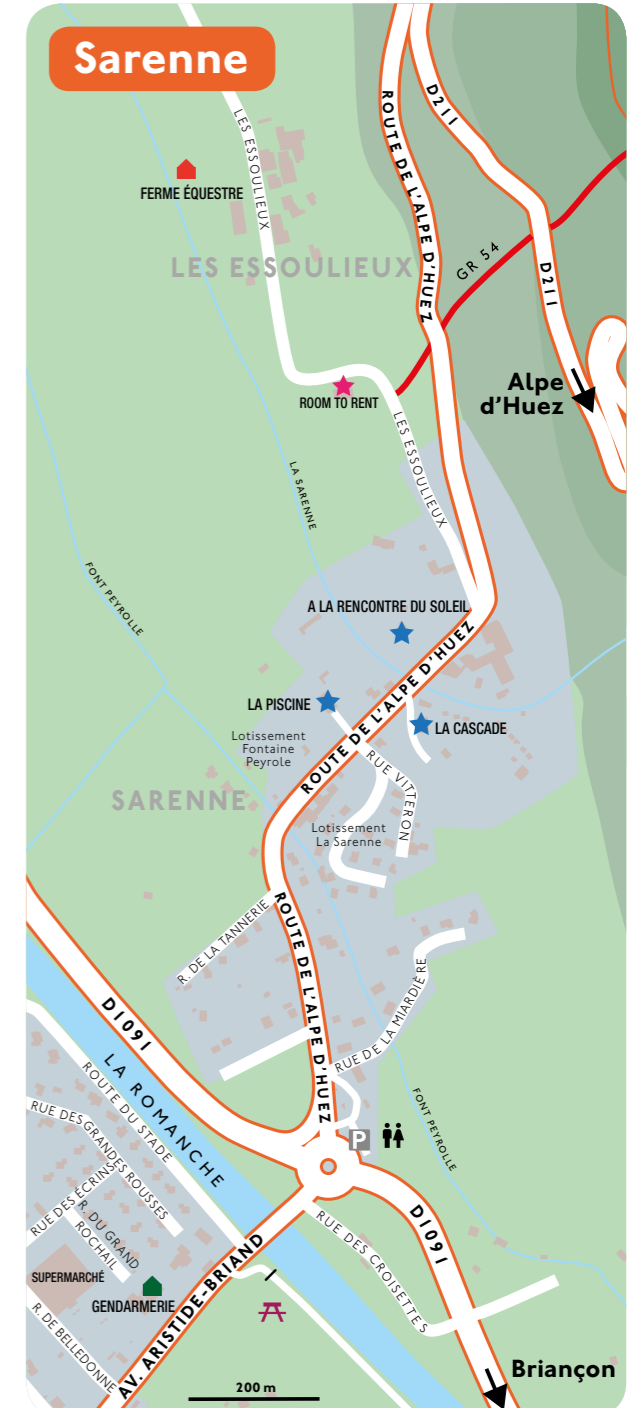 Sarenne
LES ESSOULIEUX
ROUTE DE L'ALPE D'HUEZ
D211
FERME ÉQUESTRE
GR 54
LES ESSOULIEUX
D211
Alpe
d'Huez
ROOM TO RENT
LES ESSOULIEUX
LA SARENNE
FONT PEYROLLE
A LA RENCONTRE DU SOLEIL
ROUTE DE L'ALPE D'HUEZ
LA PISCINE
LA CASCADE
Lotissement
Fontaine
Peyrole
RUE VITTERON
SARENNE
Lotissement
La Sarenne
R. DE LA TANNERIE
ROUTE DE L'ALPE D'HUEZ
RUE DE LA MIARDIÈRE
D1091
LA ROMANCHE
ROUTE DU STADE
FONT PEYROLLE
P
RUE DES GRANDES ROUSSES
RUE DES ÉCRINS
R. DU GRAND
ROCHAIL
RUE DES CROISETTES
D1091
SUPERMARCHÉ
GENDARMERIE
AV. ARISTIDE-BRIAND
R. DE BELLEDONNE
200 m
Briançon